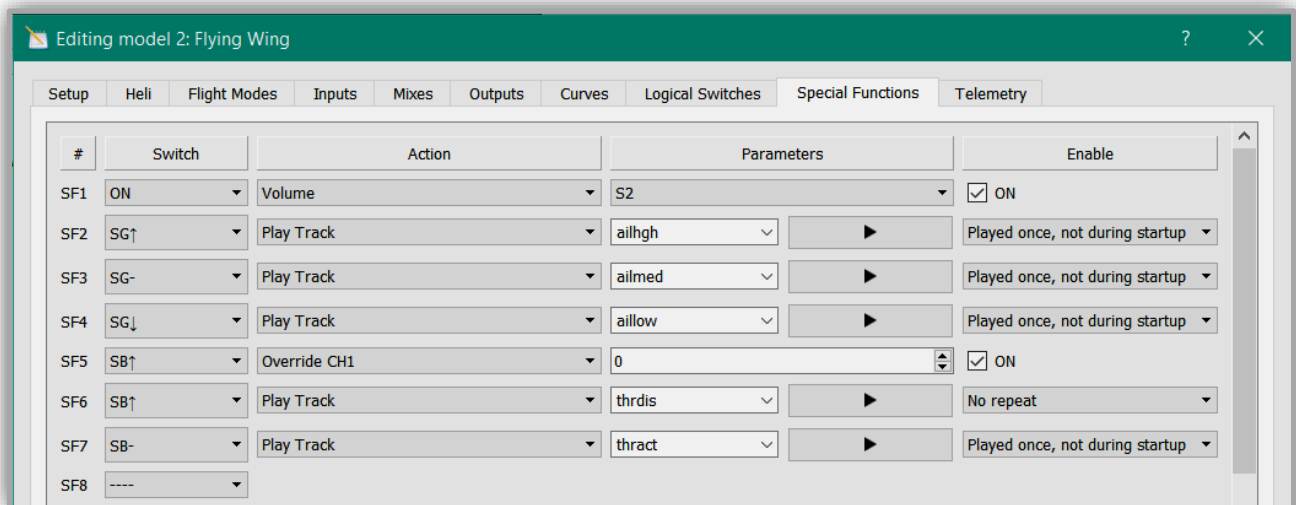 Editing model 2: Flying Wing ?
Setup Heli Flight Modes Inputs Mixes Outputs Curves Logical Switches Special Functions Telemetry
# Switch Action Parameters Enable
SF1 ON Volume S2 ON
SF2 SG↑ Play Track ailhgh Played once, not during startup
SF3 SG- Play Track ailmed Played once, not during startup
SF4 SG↓ Play Track aillow Played once, not during startup
SF5 SB↑ Override CH1 0 ON
SF6 SB↑ Play Track thrdis No repeat
SF7 SB- Play Track thract Played once, not during startup
SF8 ----